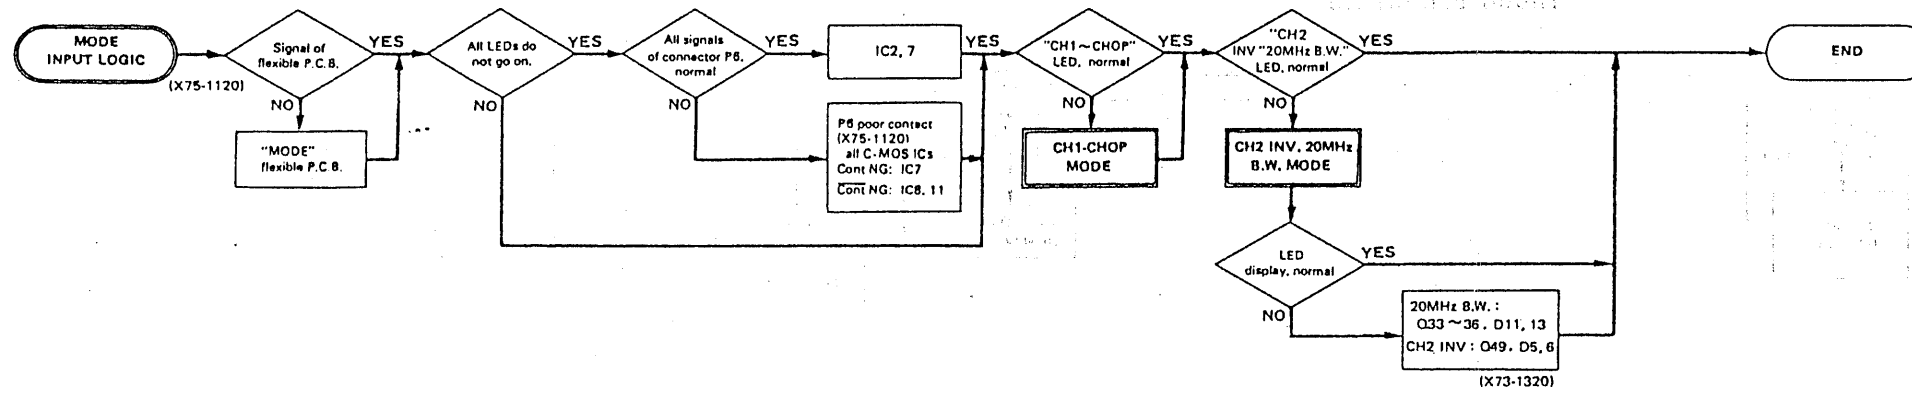 MODE
INPUT LOGIC
(X75-1120)
Signal of
flexible P.C.B.
YES
NO
"MODE"
flexible P.C.B.
All LEDs do
not go on.
YES
NO
All signals
of connector P6,
normal
YES
NO
IC2, 7
P6 poor contact
(X75-1120)
all C-MOS ICs
Cont NG: IC7
C̅o̅n̅t̅ NG: IC8, 11
YES
"CH1~CHOP"
LED, normal
YES
NO
CH1-CHOP
MODE
"CH2
INV "20MHz B.W."
LED, normal
YES
NO
CH2 INV, 20MHz
B.W. MODE
LED
display, normal
YES
NO
20MHz B.W.:
Q33~36, D11, 13
CH2 INV: Q49, D5, 6
(X73-1320)
END